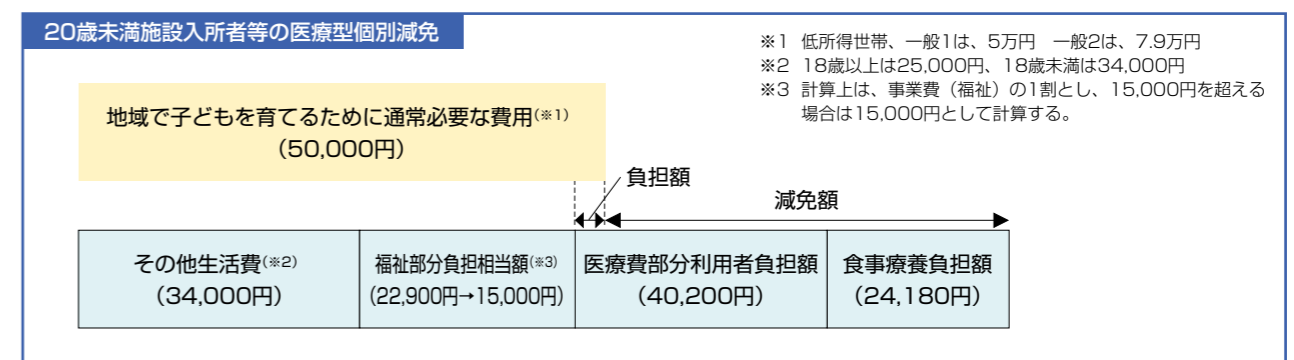 20歳未満施設入所者等の医療型個別減免
※1 低所得世帯、一般1は、5万円 一般2は、7.9万円
※2 18歳以上は25,000円、18歳未満は34,000円
※3 計算上は、事業費（福祉）の1割とし、15,000円を超える
場合は15,000円として計算する。
地域で子どもを育てるために通常必要な費用(※1)
（50,000円）
負担額
減免額
その他生活費(※2)
（34,000円）
福祉部分負担相当額(※3)
（22,900円→15,000円）
医療費部分利用者負担額
（40,200円）
食事療養負担額
（24,180円）